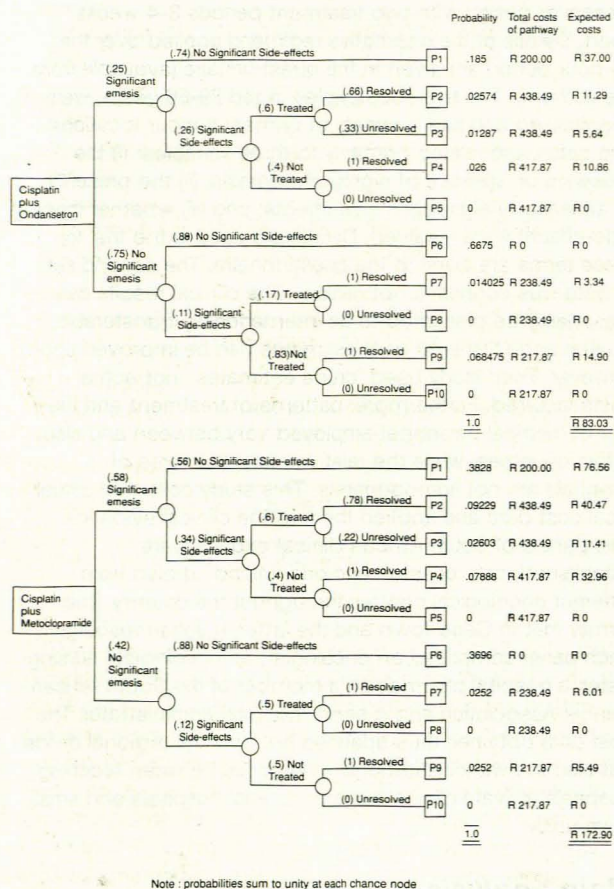 Probability Total costs of pathway Expected costs
(.74) No Significant Side-effects P1 .185 R 200.00 R 37.00
(.25) Significant emesis
(.66) Resolved P2 .02574 R 438.49 R 11.29
(.6) Treated
(.33) Unresolved P3 .01287 R 438.49 R 5.64
(.26) Significant Side-effects
(1) Resolved P4 .026 R 417.87 R 10.86
(.4) Not Treated
(0) Unresolved P5 0 R 417.87 R 0
Cisplatin plus Ondansetron
(.88) No Significant Side-effects P6 .6675 R 0 R 0
(.75) No Significant emesis
(1) Resolved P7 .014025 R 238.49 R 3.34
(.17) Treated
(0) Unresolved P8 0 R 238.49 R 0
(.11) Significant Side-effects
(1) Resolved P9 .068475 R 217.87 R 14.90
(.83)Not Treated
(0) Unresolved P10 0 R 217.87 R 0
1.0 R 83.03
(.56) No Significant Side-effects P1 .3828 R 200.00 R 76.56
(.58) Significant emesis
(.78) Resolved P2 .09229 R 438.49 R 40.47
(.6) Treated
(.22) Unresolved P3 .02603 R 438.49 R 11.41
(.34) Significant Side-effects
(1) Resolved P4 .07888 R 417.87 R 32.96
(.4) Not Treated
(0) Unresolved P5 0 R 417.87 R 0
Cisplatin plus Metoclopramide
(.88) No Significant Side-effects P6 .3696 R 0 R 0
(.42) No Significant emesis
(1) Resolved P7 .0252 R 238.49 R 6.01
(.5) Treated
(0) Unresolved P8 0 R 238.49 R 0
(.12) Significant Side-effects
(1) Resolved P9 .0252 R 217.87 R5.49
(.5) Not Treated
(0) Unresolved P10 0 R 217.87 R 0
1.0 R 172.90
Note : probabilities sum to unity at each chance node